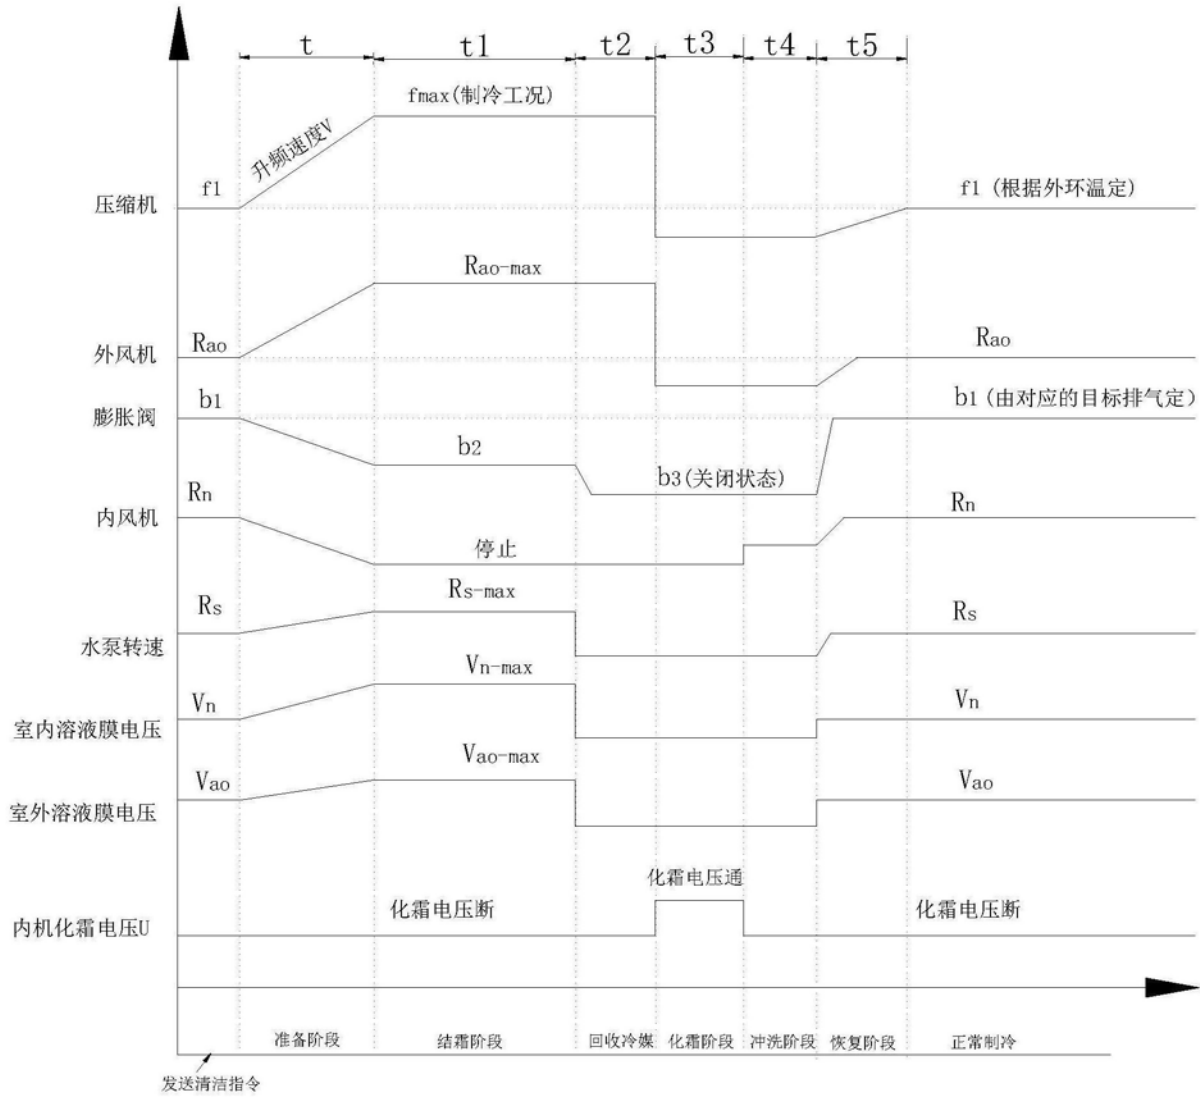 t t1 t2 t3 t4 t5
fmax(制冷工况)
升频速度V
f1
f1 (根据外环温定)
压缩机
Rao-max
Rao
Rao
外风机
b1
b1 (由对应的目标排气定)
膨胀阀
b2
b3(关闭状态)
Rn
Rn
内风机
停止
Rs-max
Rs
Rs
水泵转速
Vn-max
Vn
Vn
室内溶液膜电压
Vao-max
Vao
Vao
室外溶液膜电压
化霜电压通
化霜电压断
化霜电压断
内机化霜电压U
准备阶段 结霜阶段 回收冷媒 化霜阶段 冲洗阶段 恢复阶段 正常制冷
发送清洁指令